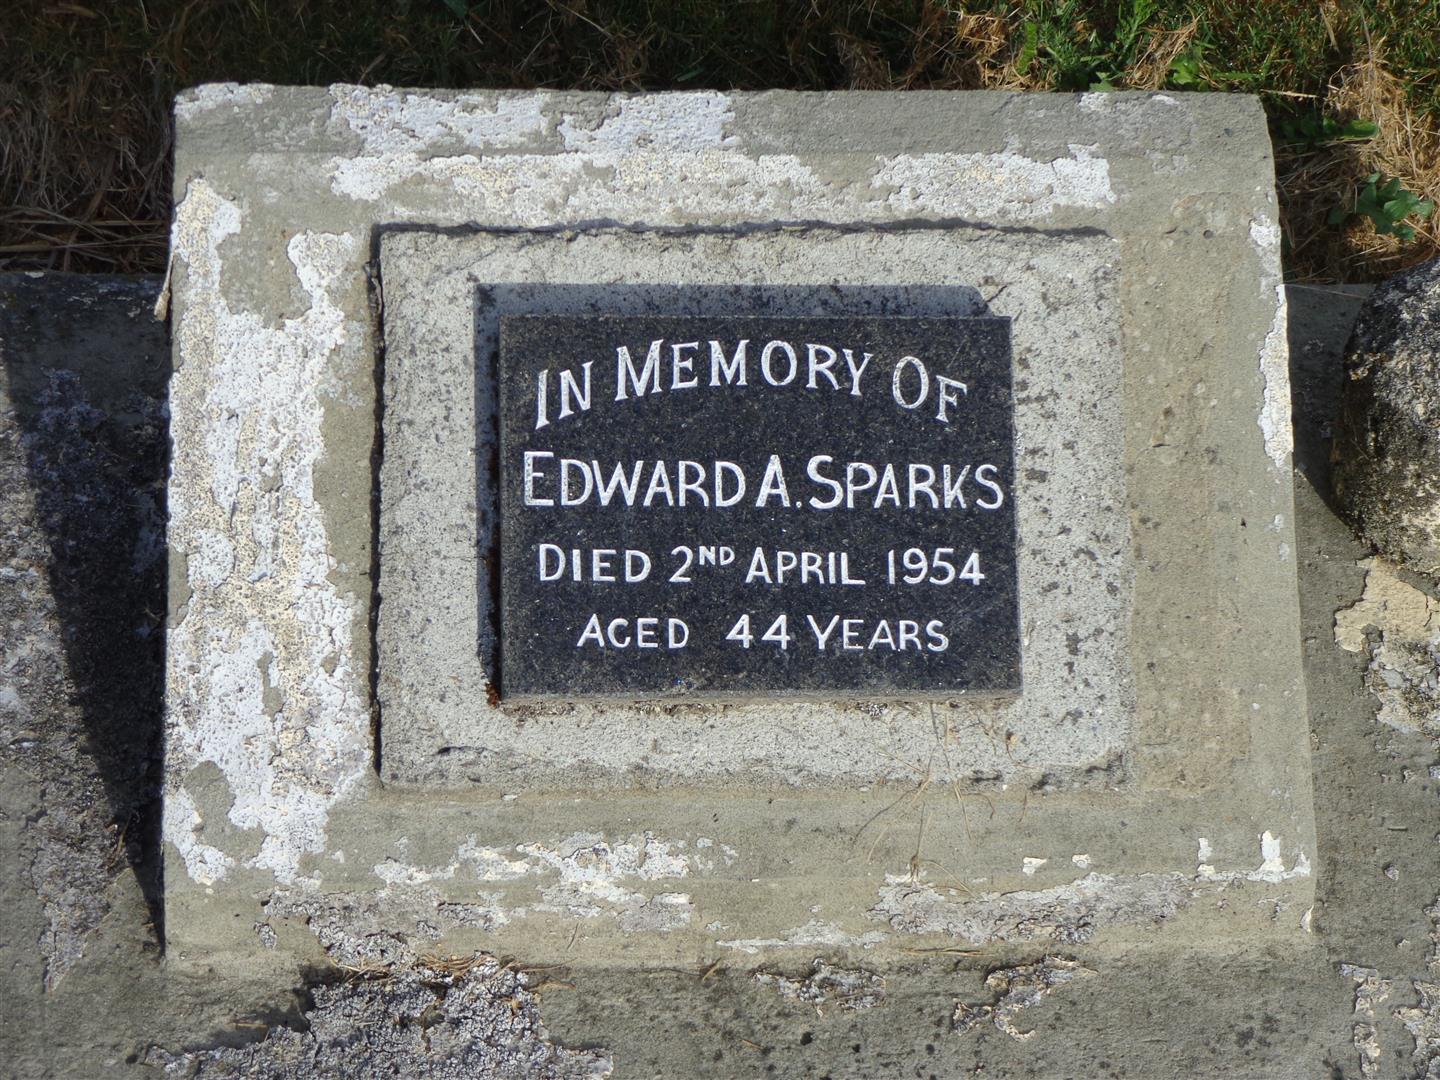 IN MEMORY OF
EDWARD A. SPARKS
DIED 2ND APRIL 1954
AGED 44 YEARS